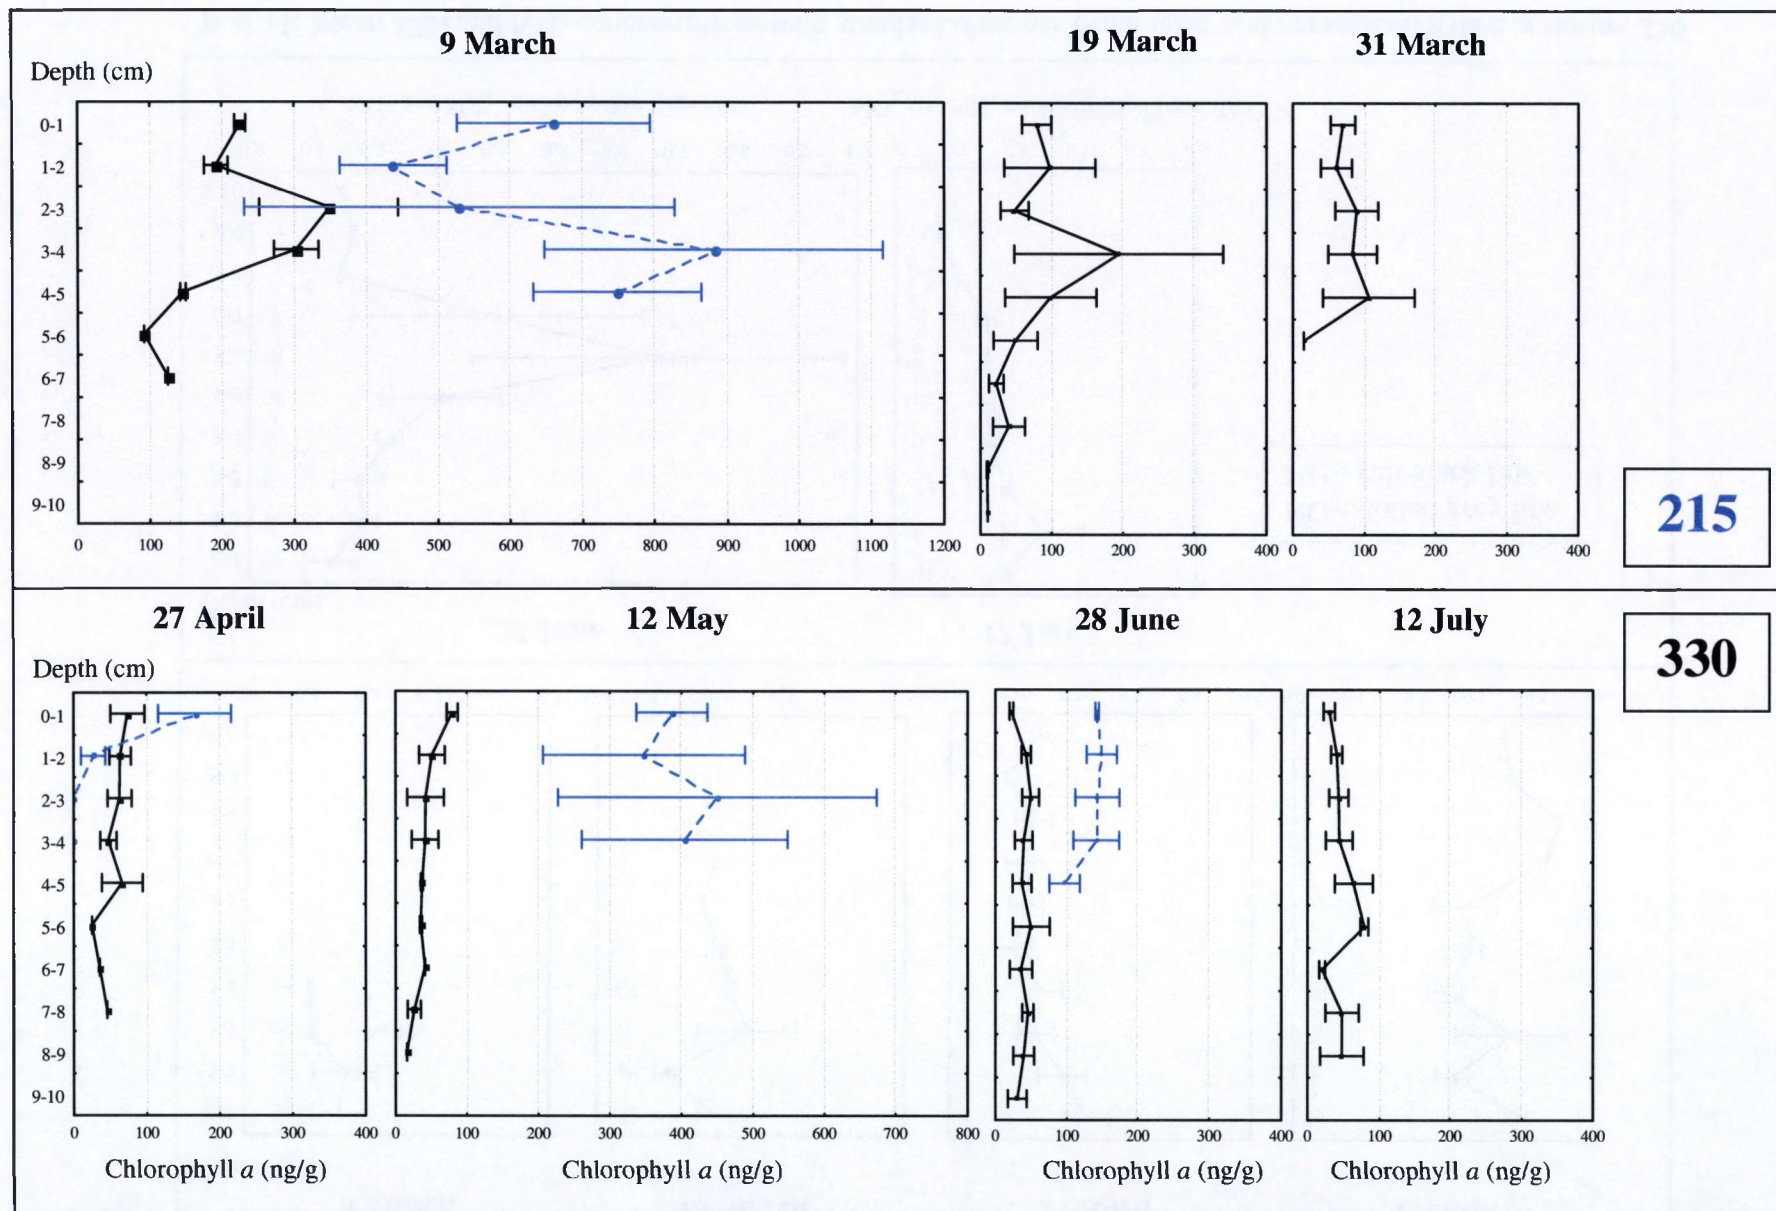 9 March
19 March
31 March
Depth (cm)
0-1
1-2
2-3
3-4
4-5
5-6
6-7
7-8
8-9
9-10
0 100 200 300 400 500 600 700 800 900 1000 1100 1200
0 100 200 300 400
0 100 200 300 400
215
27 April
12 May
28 June
12 July
330
Depth (cm)
0-1
1-2
2-3
3-4
4-5
5-6
6-7
7-8
8-9
9-10
0 100 200 300 400
0 100 200 300 400 500 600 700 800
0 100 200 300 400
0 100 200 300 400
Chlorophyll a (ng/g)
Chlorophyll a (ng/g)
Chlorophyll a (ng/g)
Chlorophyll a (ng/g)